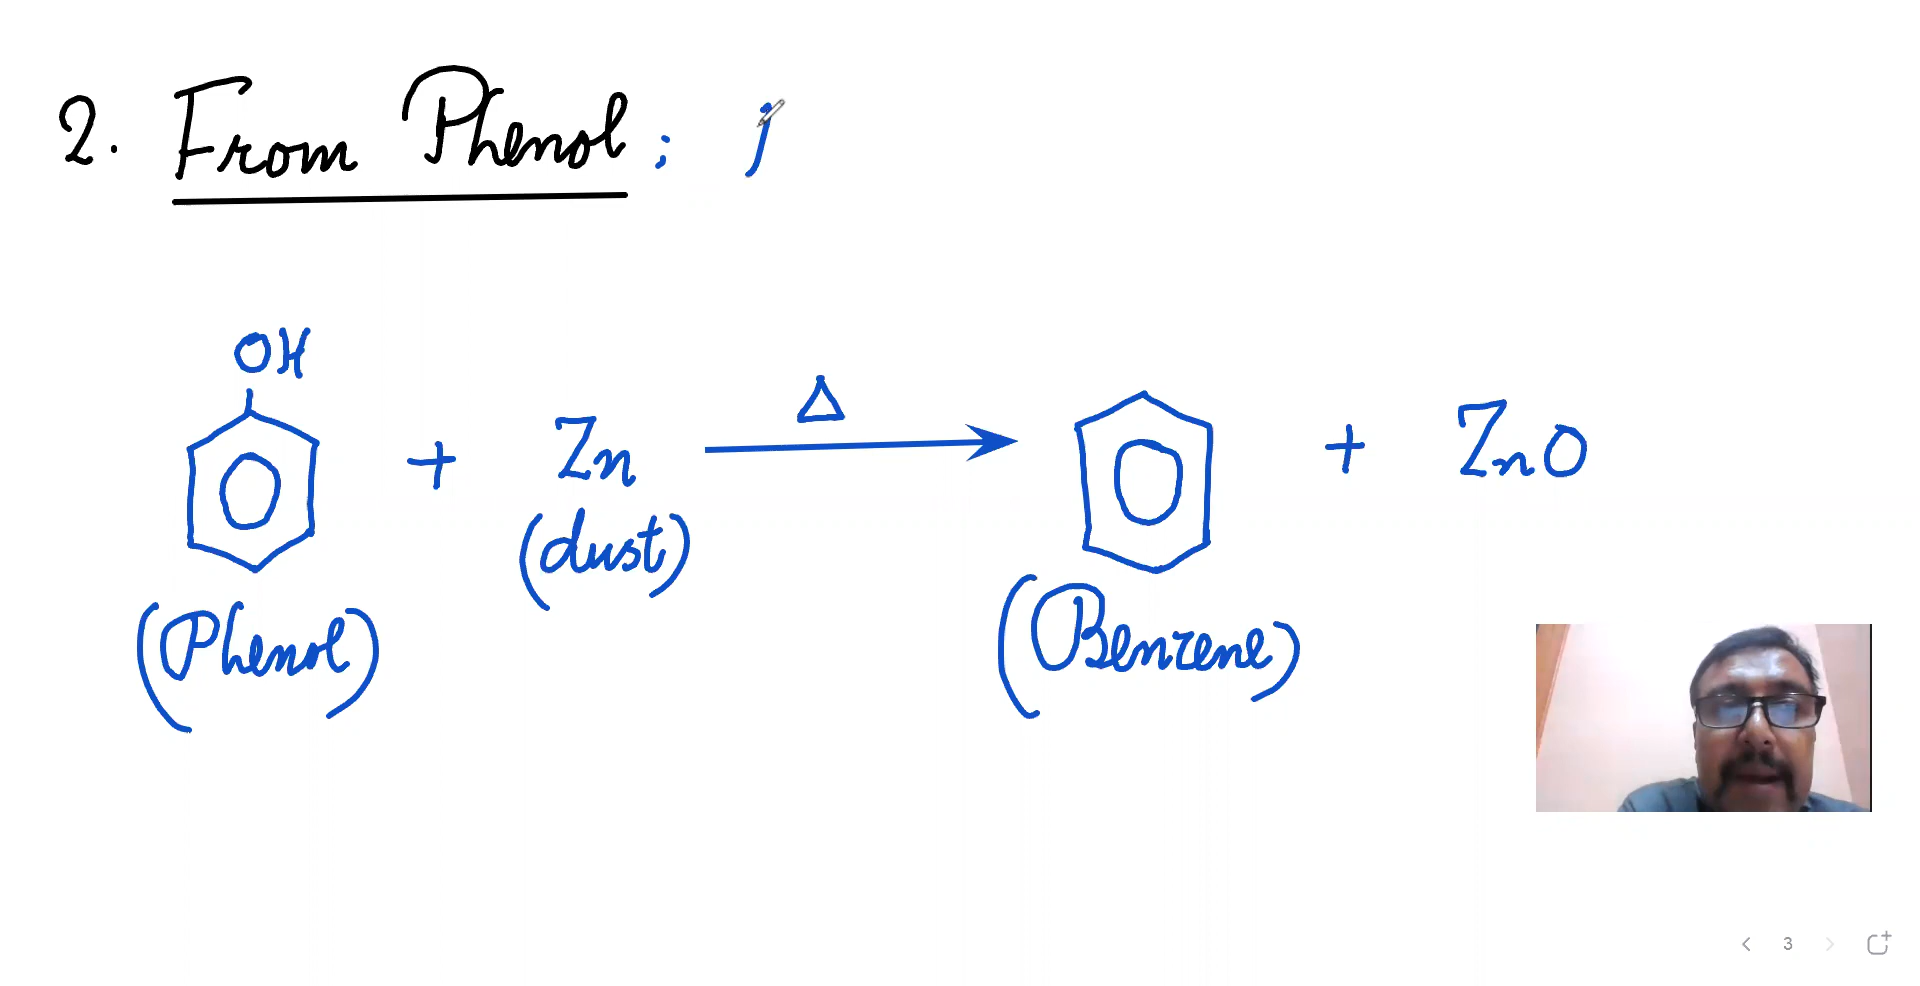 2. From Phenol :
OH
+ Zn Δ + ZnO
(dust)
(Phenol) (Benzene)
3